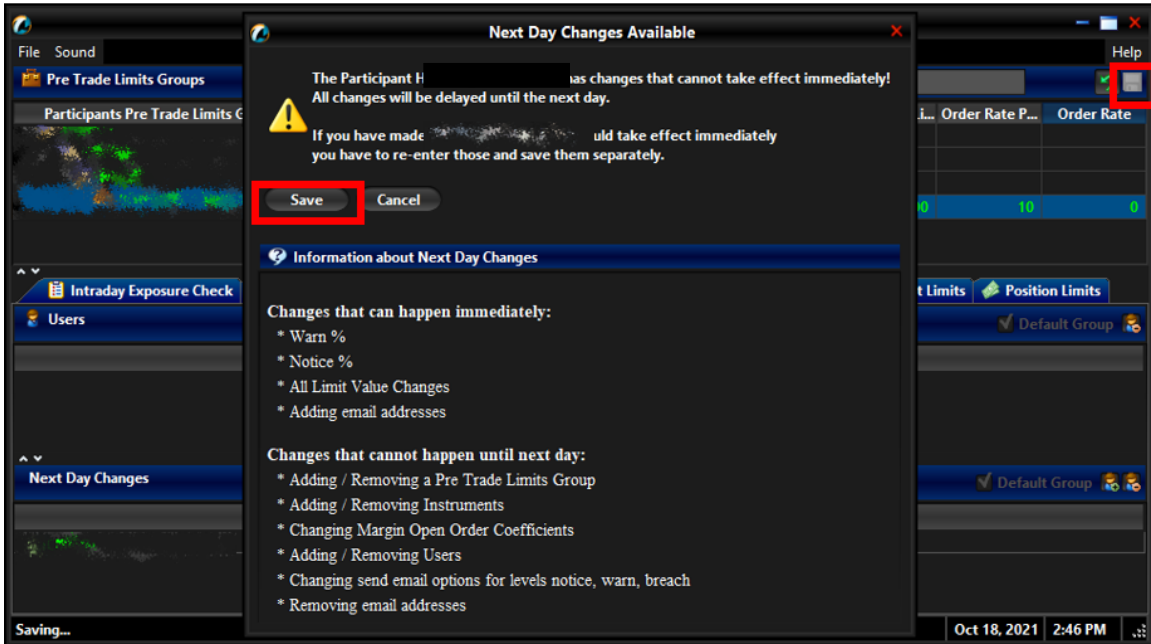 Next Day Changes Available
File Sound
Help
Pre Trade Limits Groups
Participants Pre Trade Limits
Order Rate P... Order Rate
10 0
The Participant has changes that cannot take effect immediately!
All changes will be delayed until the next day.
If you have made take effect immediately
you have to re-enter those and save them separately.
Save Cancel
Information about Next Day Changes
Intraday Exposure Check
Limits Position Limits
Users
Default Group
Changes that can happen immediately:
* Warn %
* Notice %
* All Limit Value Changes
* Adding email addresses
Next Day Changes
Default Group
Changes that cannot happen until next day:
* Adding / Removing a Pre Trade Limits Group
* Adding / Removing Instruments
* Changing Margin Open Order Coefficients
* Adding / Removing Users
* Changing send email options for levels notice, warn, breach
* Removing email addresses
Saving...
Oct 18, 2021 2:46 PM